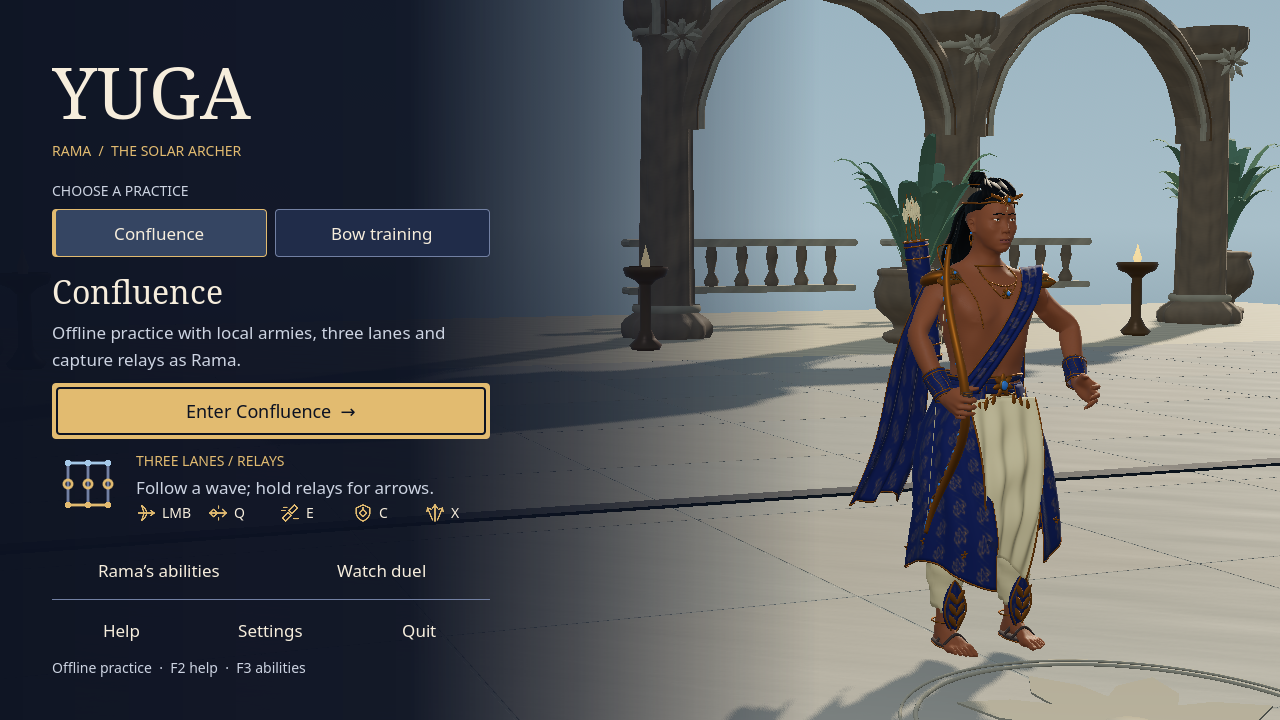 YUGA
RAMA / THE SOLAR ARCHER
CHOOSE A PRACTICE
Confluence
Bow training
Confluence
Offline practice with local armies, three lanes and
capture relays as Rama.
Enter Confluence →
THREE LANES / RELAYS
Follow a wave; hold relays for arrows.
LMB Q E C X
Rama’s abilities
Watch duel
Help
Settings
Quit
Offline practice · F2 help · F3 abilities